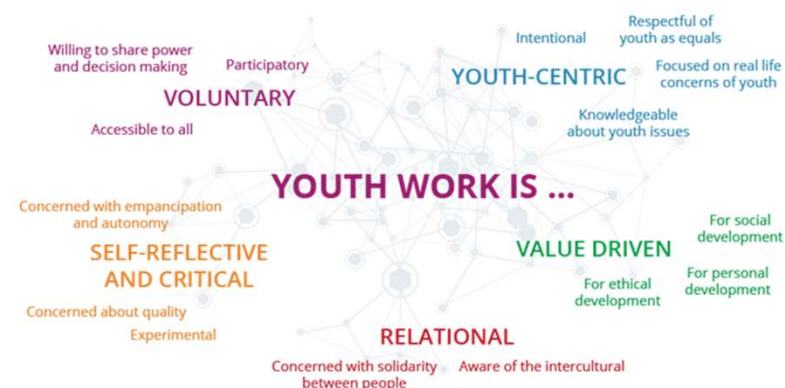 Willing to share power
and decision making
Participatory
VOLUNTARY
Accessible to all
Intentional
Respectful of
youth as equals
YOUTH-CENTRIC
Focused on real life
concerns of youth
Knowledgeable
about youth issues
YOUTH WORK IS ...
Concerned with empancipation
and autonomy
SELF-REFLECTIVE
AND CRITICAL
Concerned about quality
Experimental
VALUE DRIVEN
For social
development
For ethical
development
For personal
development
RELATIONAL
Concerned with solidarity
between people
Aware of the intercultural